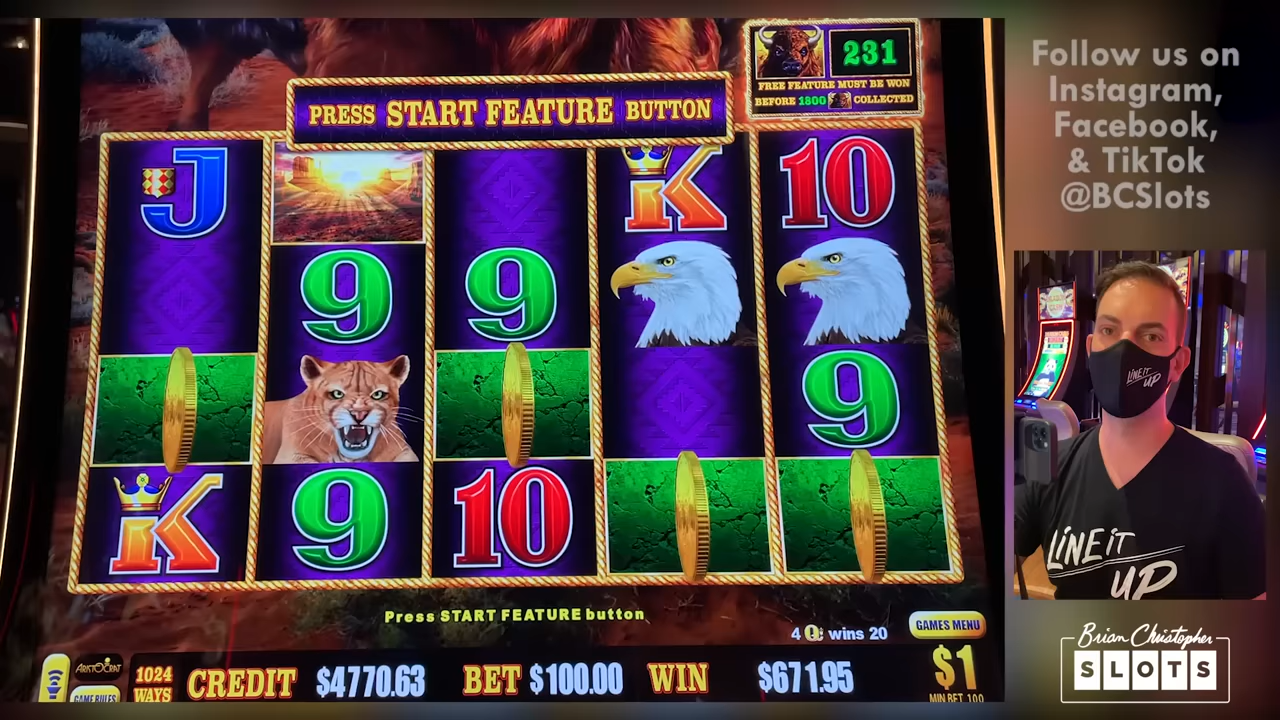 Follow us on
Instagram,
Facebook,
& TikTok
@BCSlots
231
FREE FEATURE MUST BE WON
BEFORE 1800 COLLECTED
PRESS START FEATURE BUTTON
J
K
10
9
9
9
K
9
10
Press START FEATURE button
4 wins 20
GAMES MENU
ARISTOCRAT
GAME RULES
1024
WAYS
CREDIT $4770.63
BET $100.00
WIN $671.95
$1
MIN BET 100
LINE IT
UP
LINE IT
UP
Brian Christopher
SLOTS